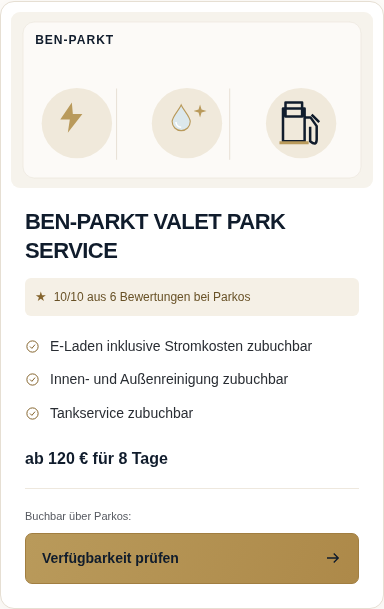 BEN-PARKT
BEN-PARKT VALET PARK
SERVICE
★ 10/10 aus 6 Bewertungen bei Parkos
E-Laden inklusive Stromkosten zubuchbar
Innen- und Außenreinigung zubuchbar
Tankservice zubuchbar
ab 120 € für 8 Tage
Buchbar über Parkos:
Verfügbarkeit prüfen →